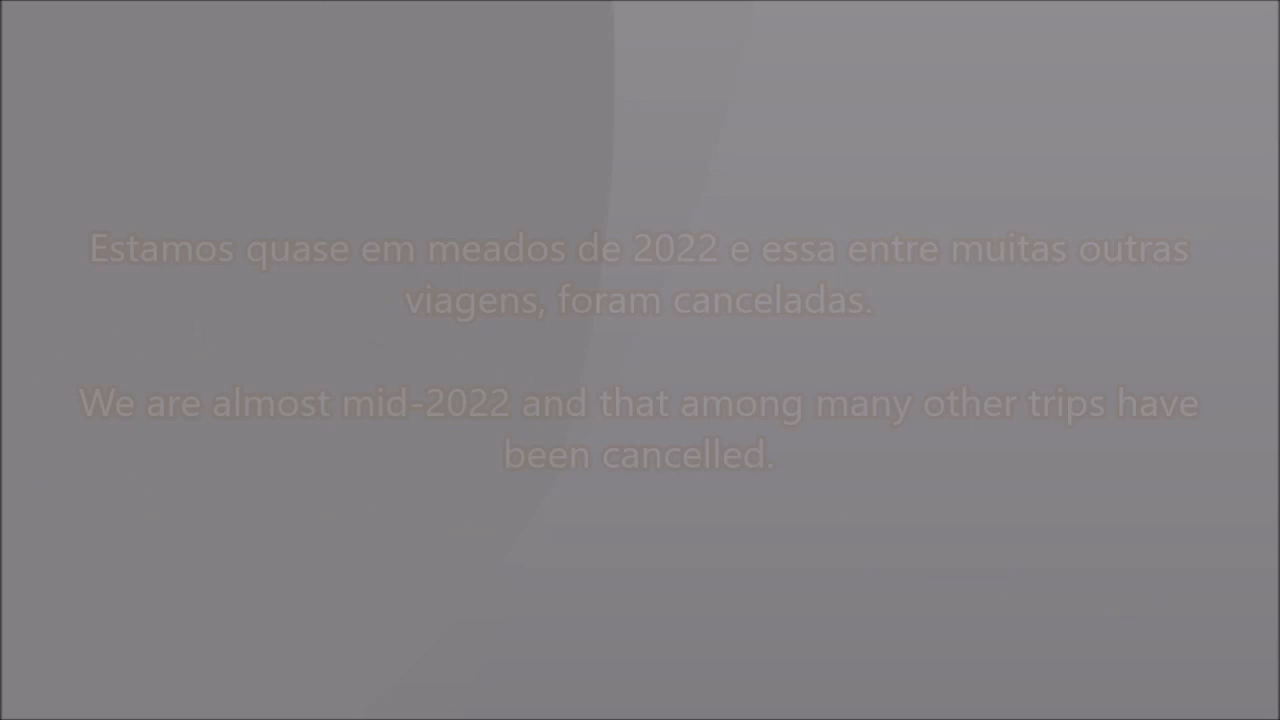 Estamos quase em meados de 2022 e essa entre muitas outras
viagens, foram canceladas.
We are almost mid-2022 and that among many other trips have
been cancelled.